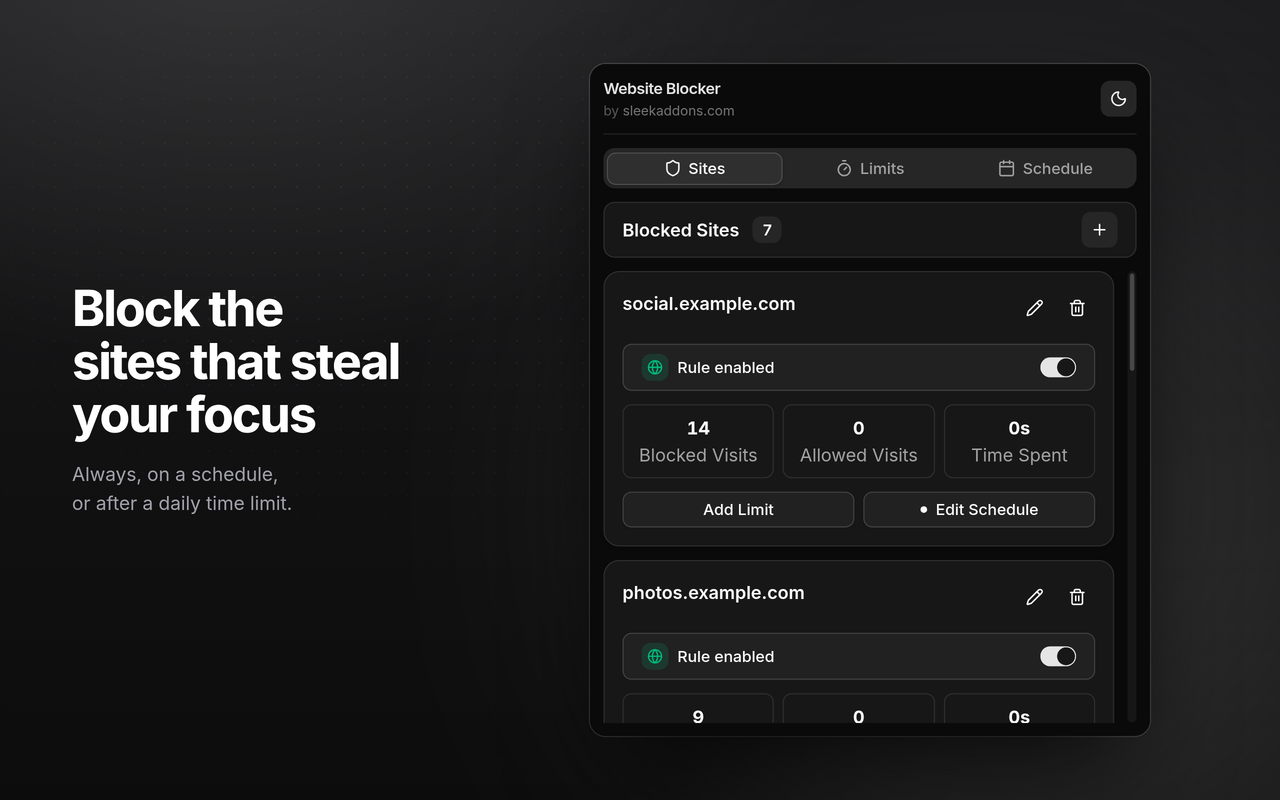 Block the
sites that steal
your focus
Always, on a schedule,
or after a daily time limit.
Website Blocker
by sleekaddons.com
Sites
Limits
Schedule
Blocked Sites 7
social.example.com
Rule enabled
14
Blocked Visits
0
Allowed Visits
0s
Time Spent
Add Limit
Edit Schedule
photos.example.com
Rule enabled
9
0
0s